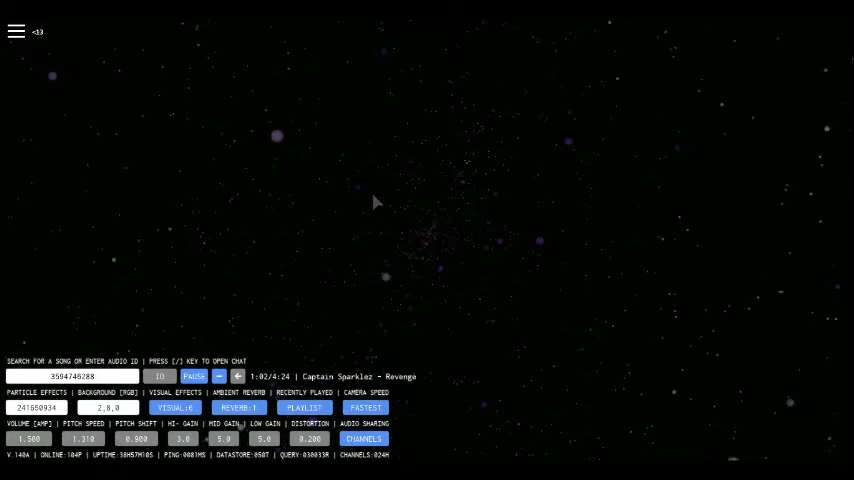 <13
SEARCH FOR A SONG OR ENTER AUDIO ID | PRESS [/] KEY TO OPEN CHAT
3594746288 ID PAUSE - ← 1:02/4:24 | Captain Sparklez - Revenge
PARTICLE EFFECTS | BACKGROUND [RGB] | VISUAL EFFECTS | AMBIENT REVERB | RECENTLY PLAYED | CAMERA SPEED
241650934 2,8,0 VISUAL:6 REVERB:1 PLAYLIST FASTEST
VOLUME [AMP] | PITCH SPEED | PITCH SHIFT | HI- GAIN | MID GAIN | LOW GAIN | DISTORTION | AUDIO SHARING
1.500 1.310 0.900 3.0 5.0 5.0 0.200 CHANNELS
V.140A | ONLINE:104P | UPTIME:38H57M10S | PING:0081MS | DATASTORE:050T | QUERY:030033R | CHANNELS:024H